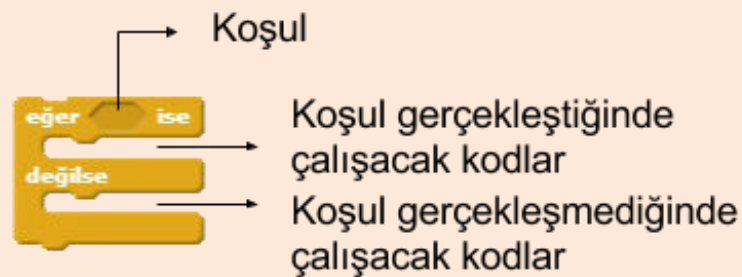 Koşul
eğer ise
Koşul gerçekleştiğinde
çalışacak kodlar
değilse
Koşul gerçekleşmediğinde
çalışacak kodlar